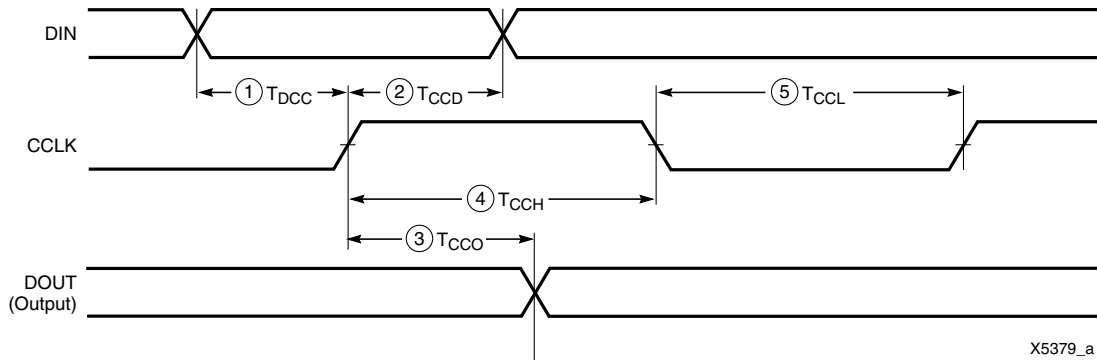 DIN
① T_DCC ② T_CCD ⑤ T_CCL
CCLK
④ T_CCH
③ T_CCO
DOUT
(Output)
X5379_a